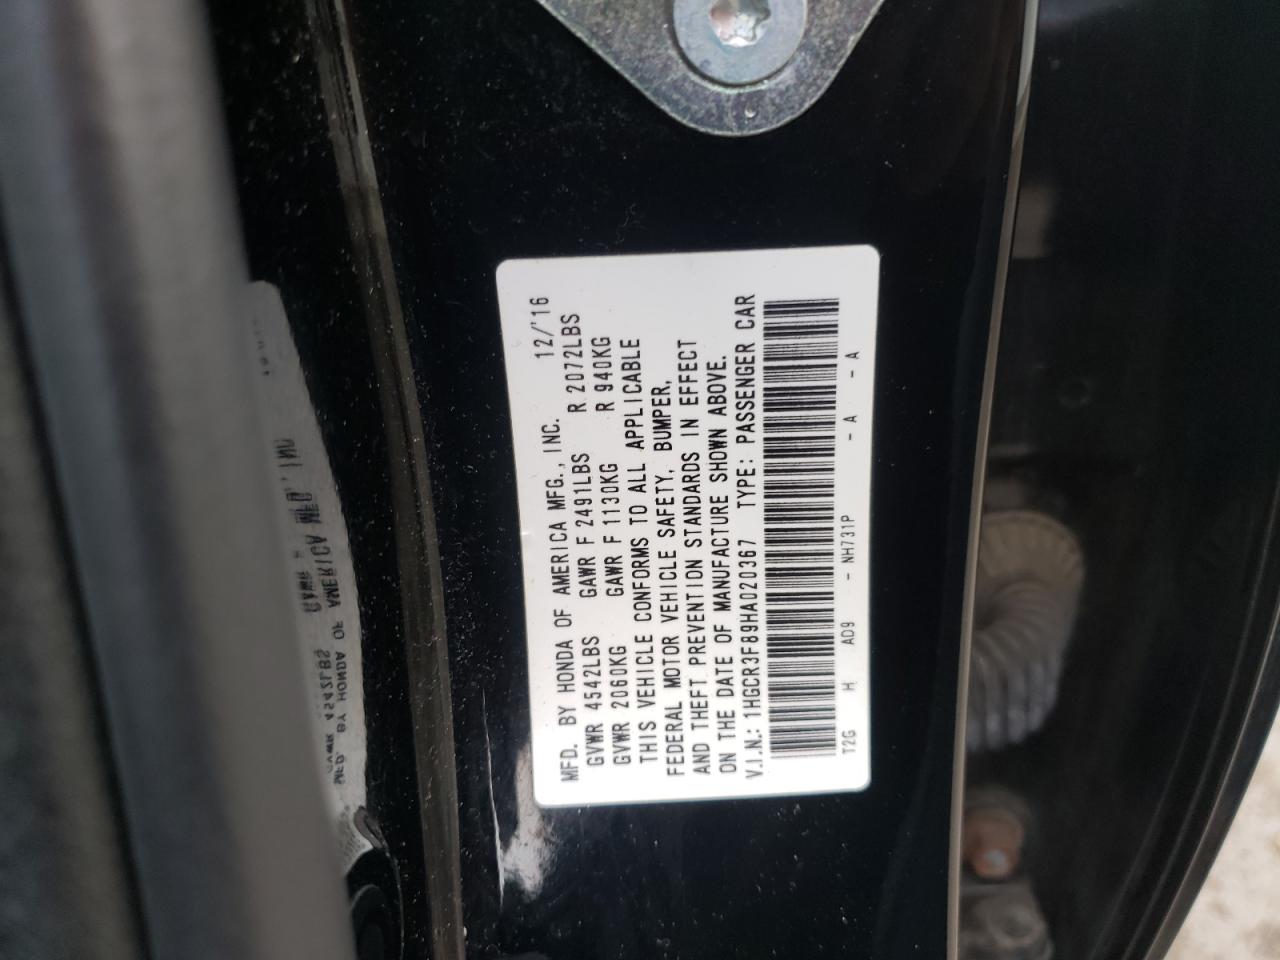 MFD. BY HONDA OF AMERICA MFG., INC. 12/'16
GVWR 4542LBS GAWR F 2491LBS R 2072LBS
GVWR 2060KG GAWR F 1130KG R 940KG
THIS VEHICLE CONFORMS TO ALL APPLICABLE
FEDERAL MOTOR VEHICLE SAFETY, BUMPER,
AND THEFT PREVENTION STANDARDS IN EFFECT
ON THE DATE OF MANUFACTURE SHOWN ABOVE.
V.I.N.: 1HGCR3F89HA020367 TYPE: PASSENGER CAR
T2G H AD9 - NH731P - A - A